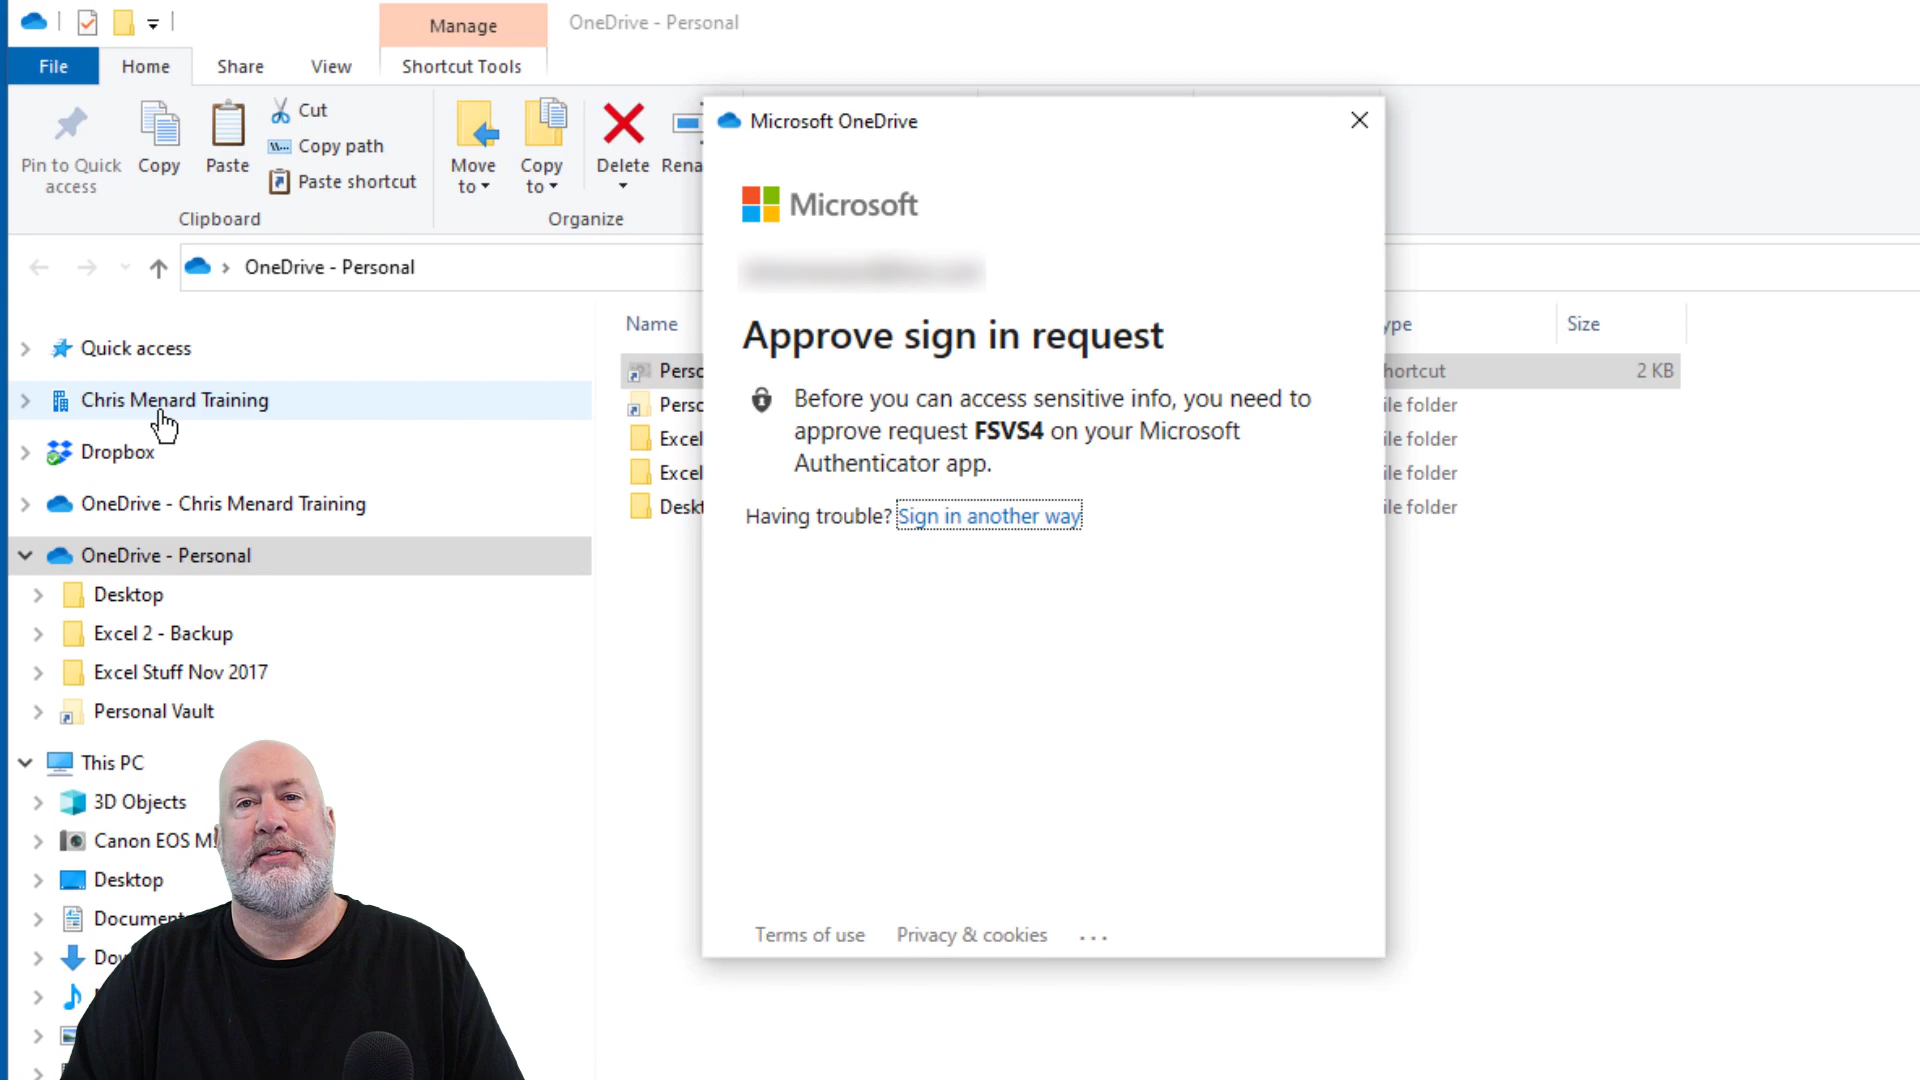 Manage
OneDrive - Personal
File
Home
Share
View
Shortcut Tools
Pin to Quick
access
Copy
Paste
Cut
Copy path
Paste shortcut
Clipboard
Move
to
Copy
to
Delete
Rena
Organize
OneDrive - Personal
Quick access
Chris Menard Training
Dropbox
OneDrive - Chris Menard Training
OneDrive - Personal
Desktop
Excel 2 - Backup
Excel Stuff Nov 2017
Personal Vault
This PC
3D Objects
Canon EOS M
Desktop
Document
Dow
Name
Perso
Perso
Excel
Excel
Deskt
Microsoft OneDrive
Microsoft
Approve sign in request
Before you can access sensitive info, you need to
approve request FSVS4 on your Microsoft
Authenticator app.
Having trouble? Sign in another way
Terms of use
Privacy & cookies
...
ype
Size
hortcut
2 KB
ile folder
ile folder
ile folder
ile folder